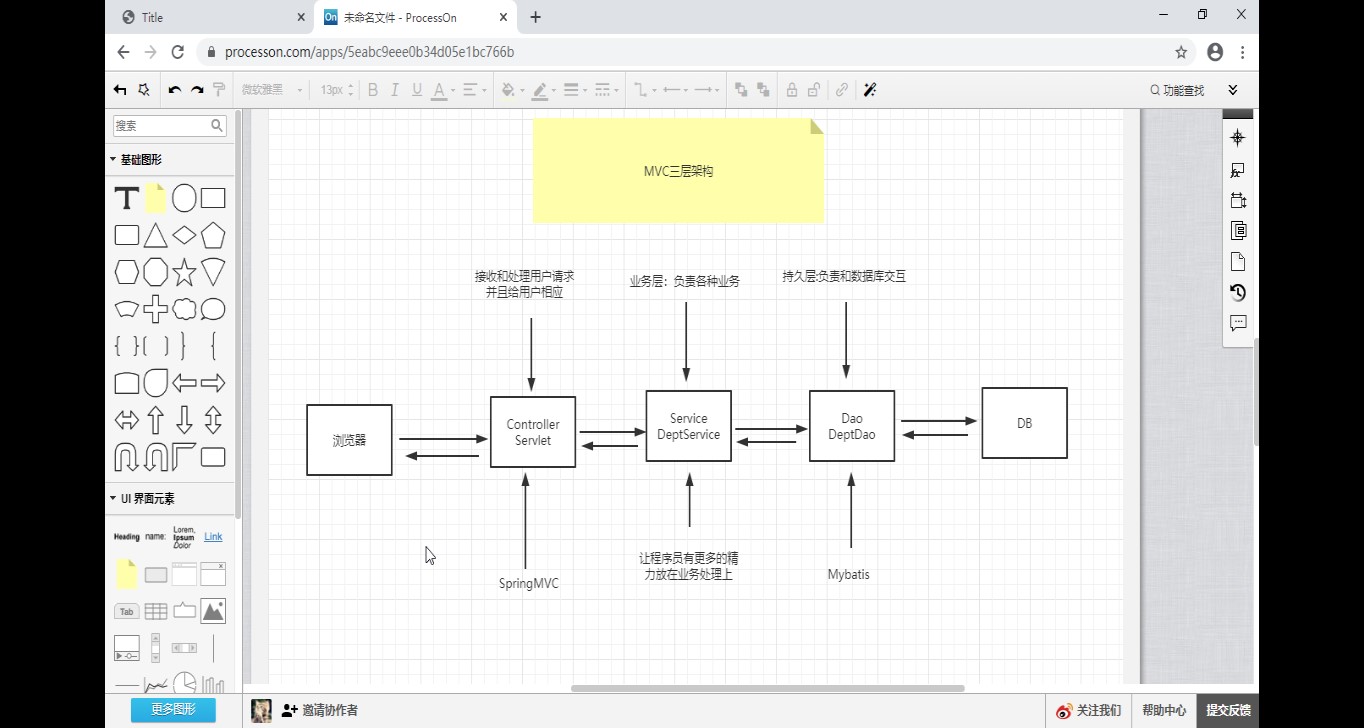 Title
未命名文件 - ProcessOn
processon.com/apps/5eabc9eee0b34d05e1bc766b
微软雅黑
13px
B
I
U
A
功能查找
搜索
基础图形
UI 界面元素
Heading
name:
Lorem,
Ipsum
Dolor
Link
Tab
更多图形
MVC三层架构
接收和处理用户请求
并且给用户相应
业务层：负责各种业务
持久层:负责和数据库交互
浏览器
Controller
Servlet
Service
DeptService
Dao
DeptDao
DB
SpringMVC
让程序员有更多的精
力放在业务处理上
Mybatis
邀请协作者
关注我们
帮助中心
提交反馈